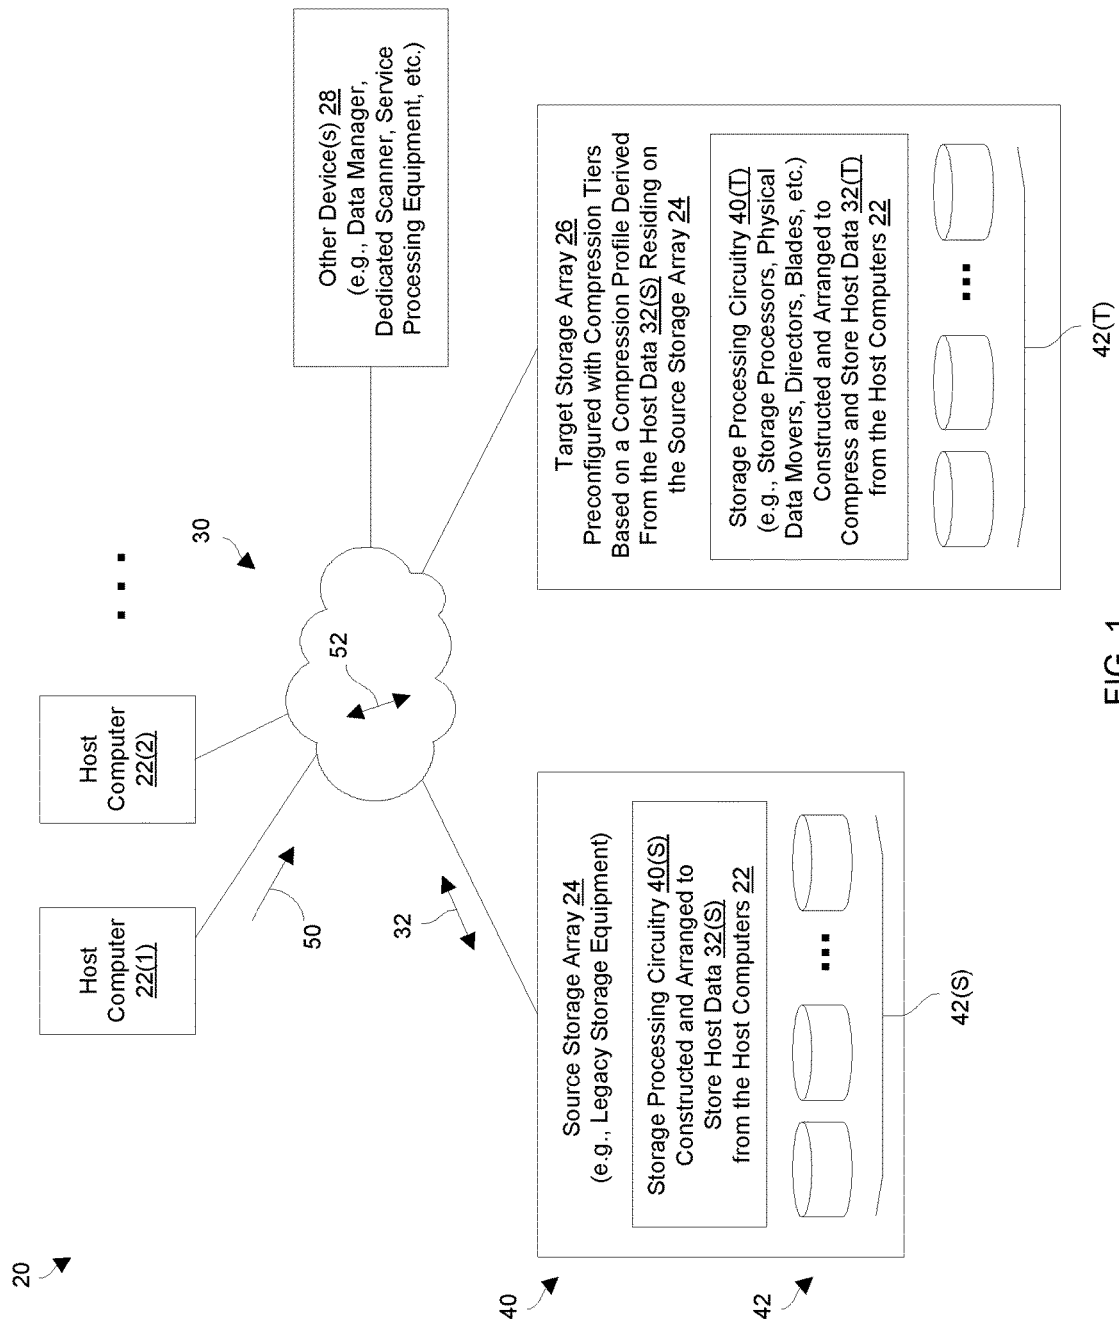 20
Host
Computer
22(1)
Host
Computer
22(2)
30
50
52
32
Other Device(s) 28
(e.g., Data Manager,
Dedicated Scanner, Service
Processing Equipment, etc.)
40
Source Storage Array 24
(e.g., Legacy Storage Equipment)
Storage Processing Circuitry 40(S)
Constructed and Arranged to
Store Host Data 32(S)
from the Host Computers 22
42
42(S)
Target Storage Array 26
Preconfigured with Compression Tiers
Based on a Compression Profile Derived
From the Host Data 32(S) Residing on
the Source Storage Array 24
Storage Processing Circuitry 40(T)
(e.g., Storage Processors, Physical
Data Movers, Directors, Blades, etc.)
Constructed and Arranged to
Compress and Store Host Data 32(T)
from the Host Computers 22
42(T)
FIG. 1